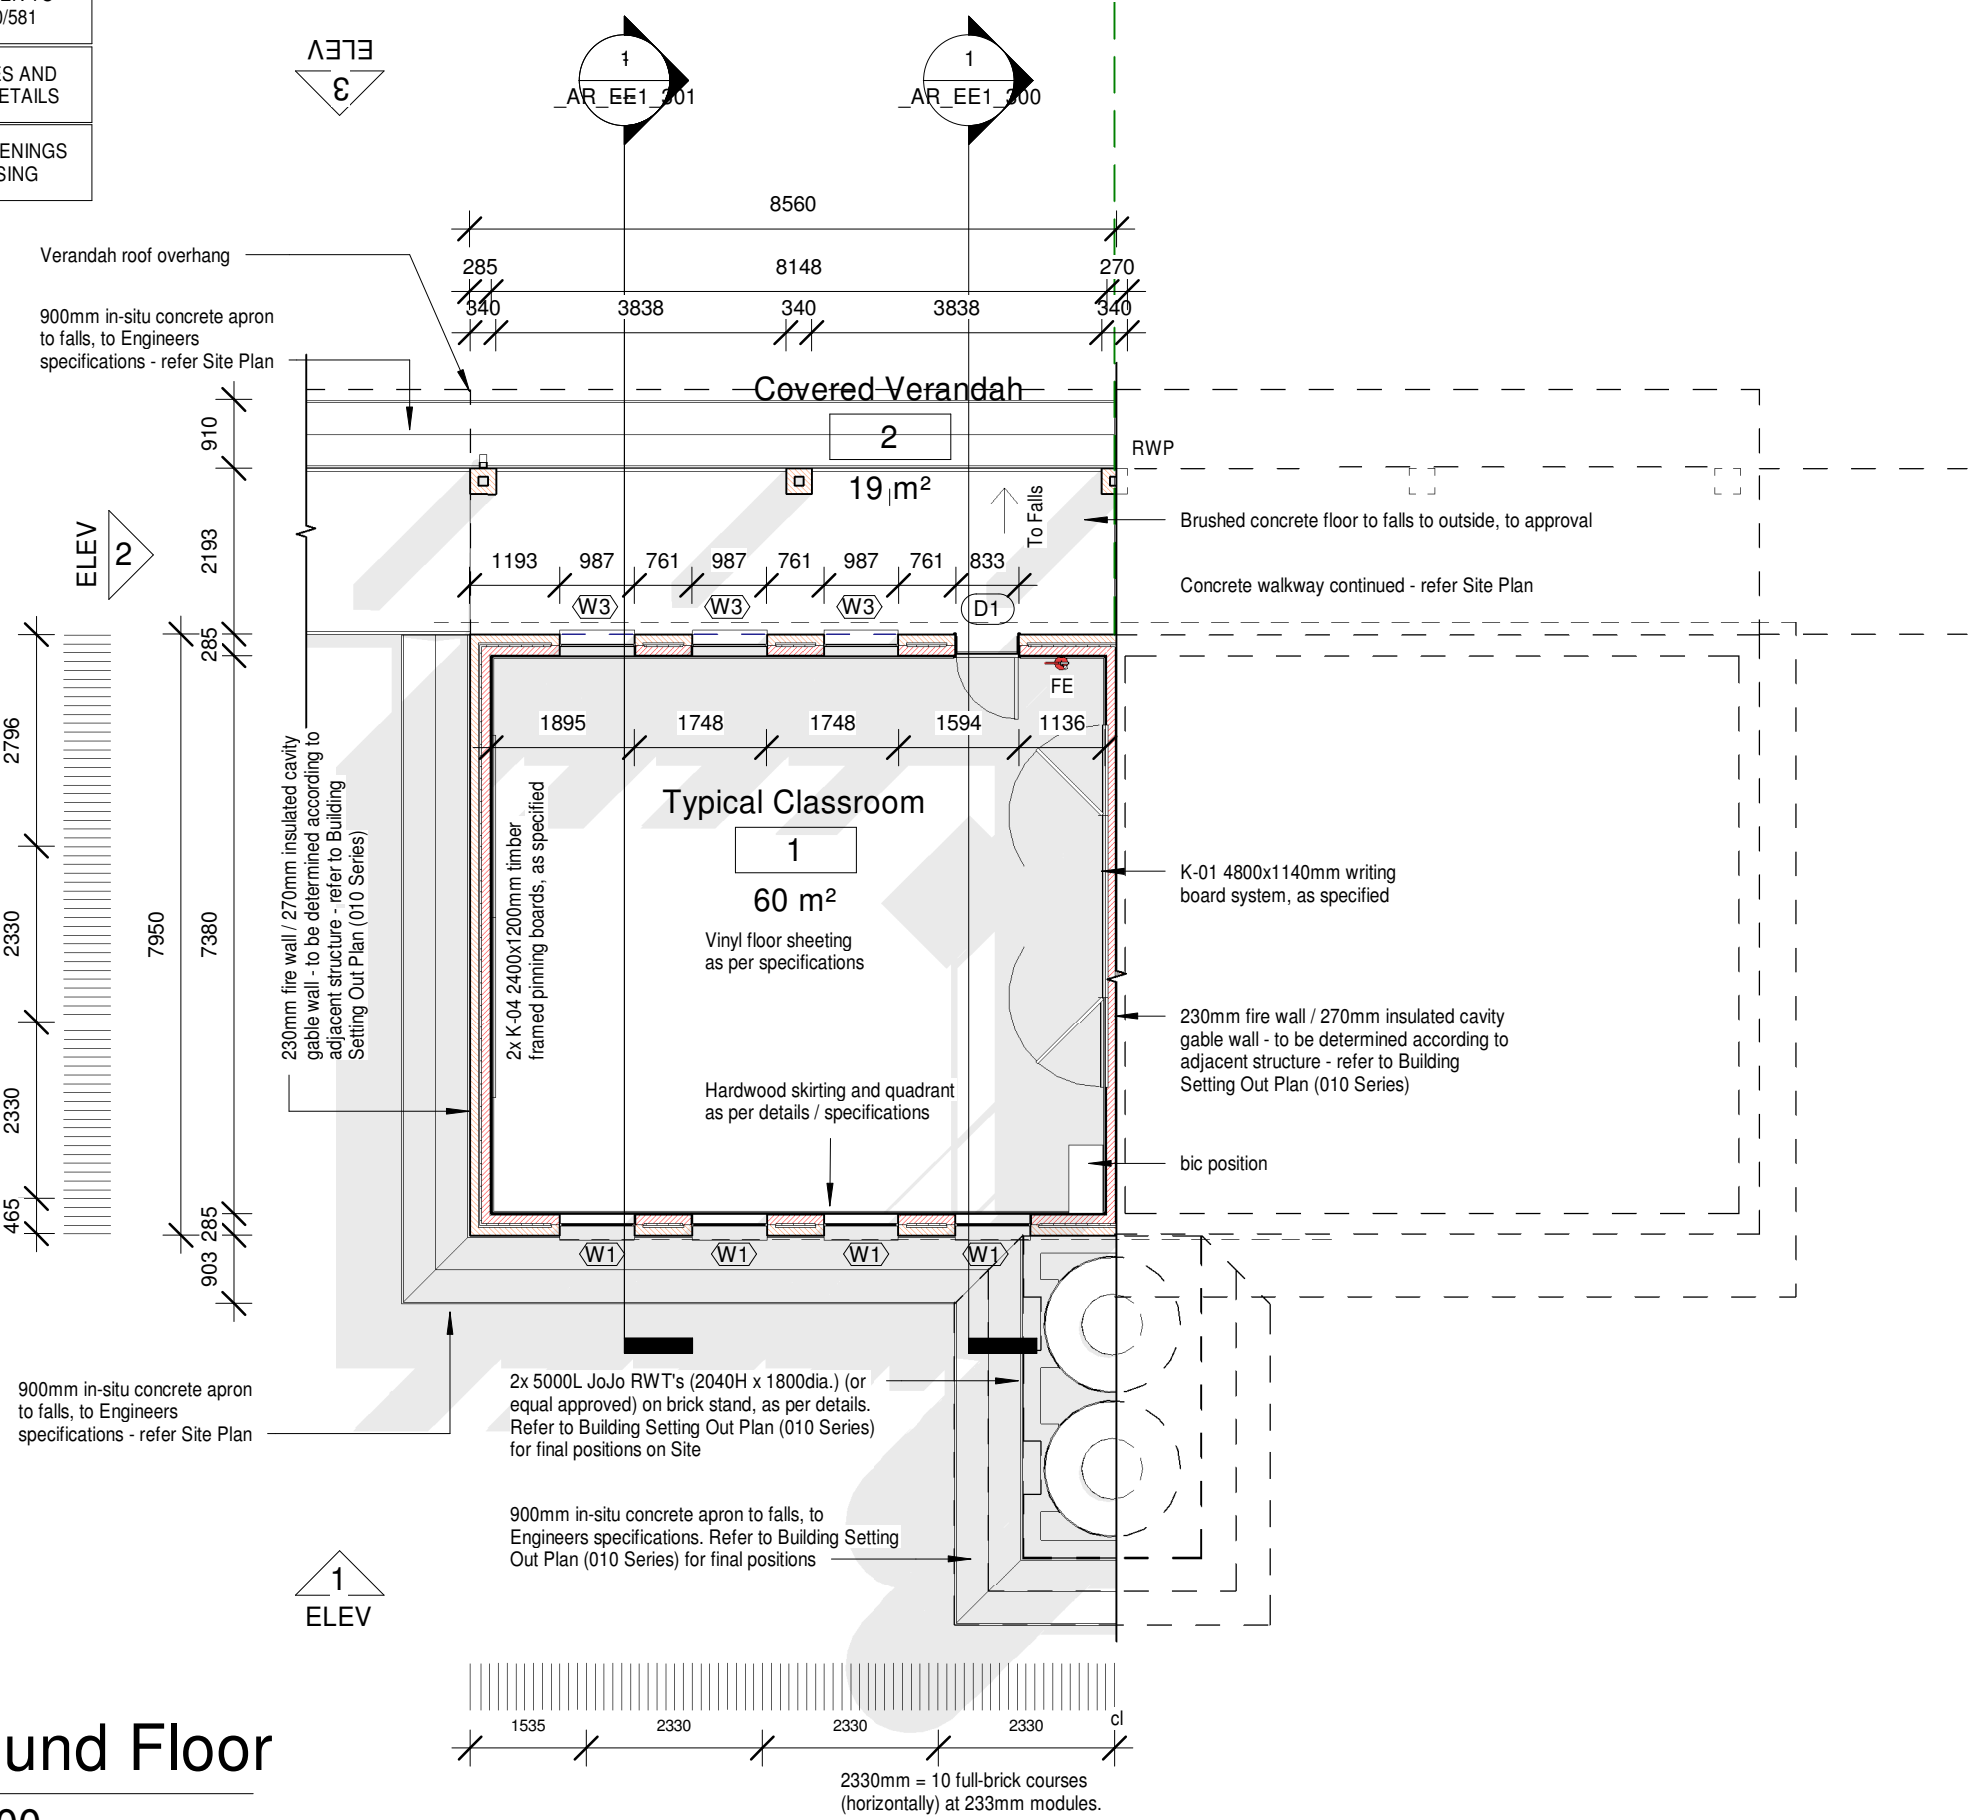 0/581
ES AND
ETAILS
ENINGS
SING
ELEV
3
1
_AR_EE1_301
1
_AR_EE1_300
8560
285
8148
270
340
3838
340
3838
340
Verandah roof overhang
900mm in-situ concrete apron
to falls, to Engineers
specifications - refer Site Plan
Covered Verandah
2
19 m²
RWP
To Falls
Brushed concrete floor to falls to outside, to approval
Concrete walkway continued - refer Site Plan
ELEV
2
910
2193
285
7380
285
903
7950
2796
2330
2330
465
1193
987
761
987
761
987
761
833
W3
W3
W3
D1
FE
1895
1748
1748
1594
1136
230mm fire wall / 270mm insulated cavity
gable wall - to be determined according to
adjacent structure - refer to Building
Setting Out Plan (010 Series)
2x K-04 2400x1200mm timber
framed pinning boards, as specified
Typical Classroom
1
60 m²
Vinyl floor sheeting
as per specifications
K-01 4800x1140mm writing
board system, as specified
230mm fire wall / 270mm insulated cavity
gable wall - to be determined according to
adjacent structure - refer to Building
Setting Out Plan (010 Series)
Hardwood skirting and quadrant
as per details / specifications
bic position
W1
W1
W1
W1
900mm in-situ concrete apron
to falls, to Engineers
specifications - refer Site Plan
2x 5000L JoJo RWT's (2040H x 1800dia.) (or
equal approved) on brick stand, as per details.
Refer to Building Setting Out Plan (010 Series)
for final positions on Site
900mm in-situ concrete apron to falls, to
Engineers specifications. Refer to Building Setting
Out Plan (010 Series) for final positions
1
ELEV
1535
2330
2330
2330
cl
2330mm = 10 full-brick courses
(horizontally) at 233mm modules.
und Floor